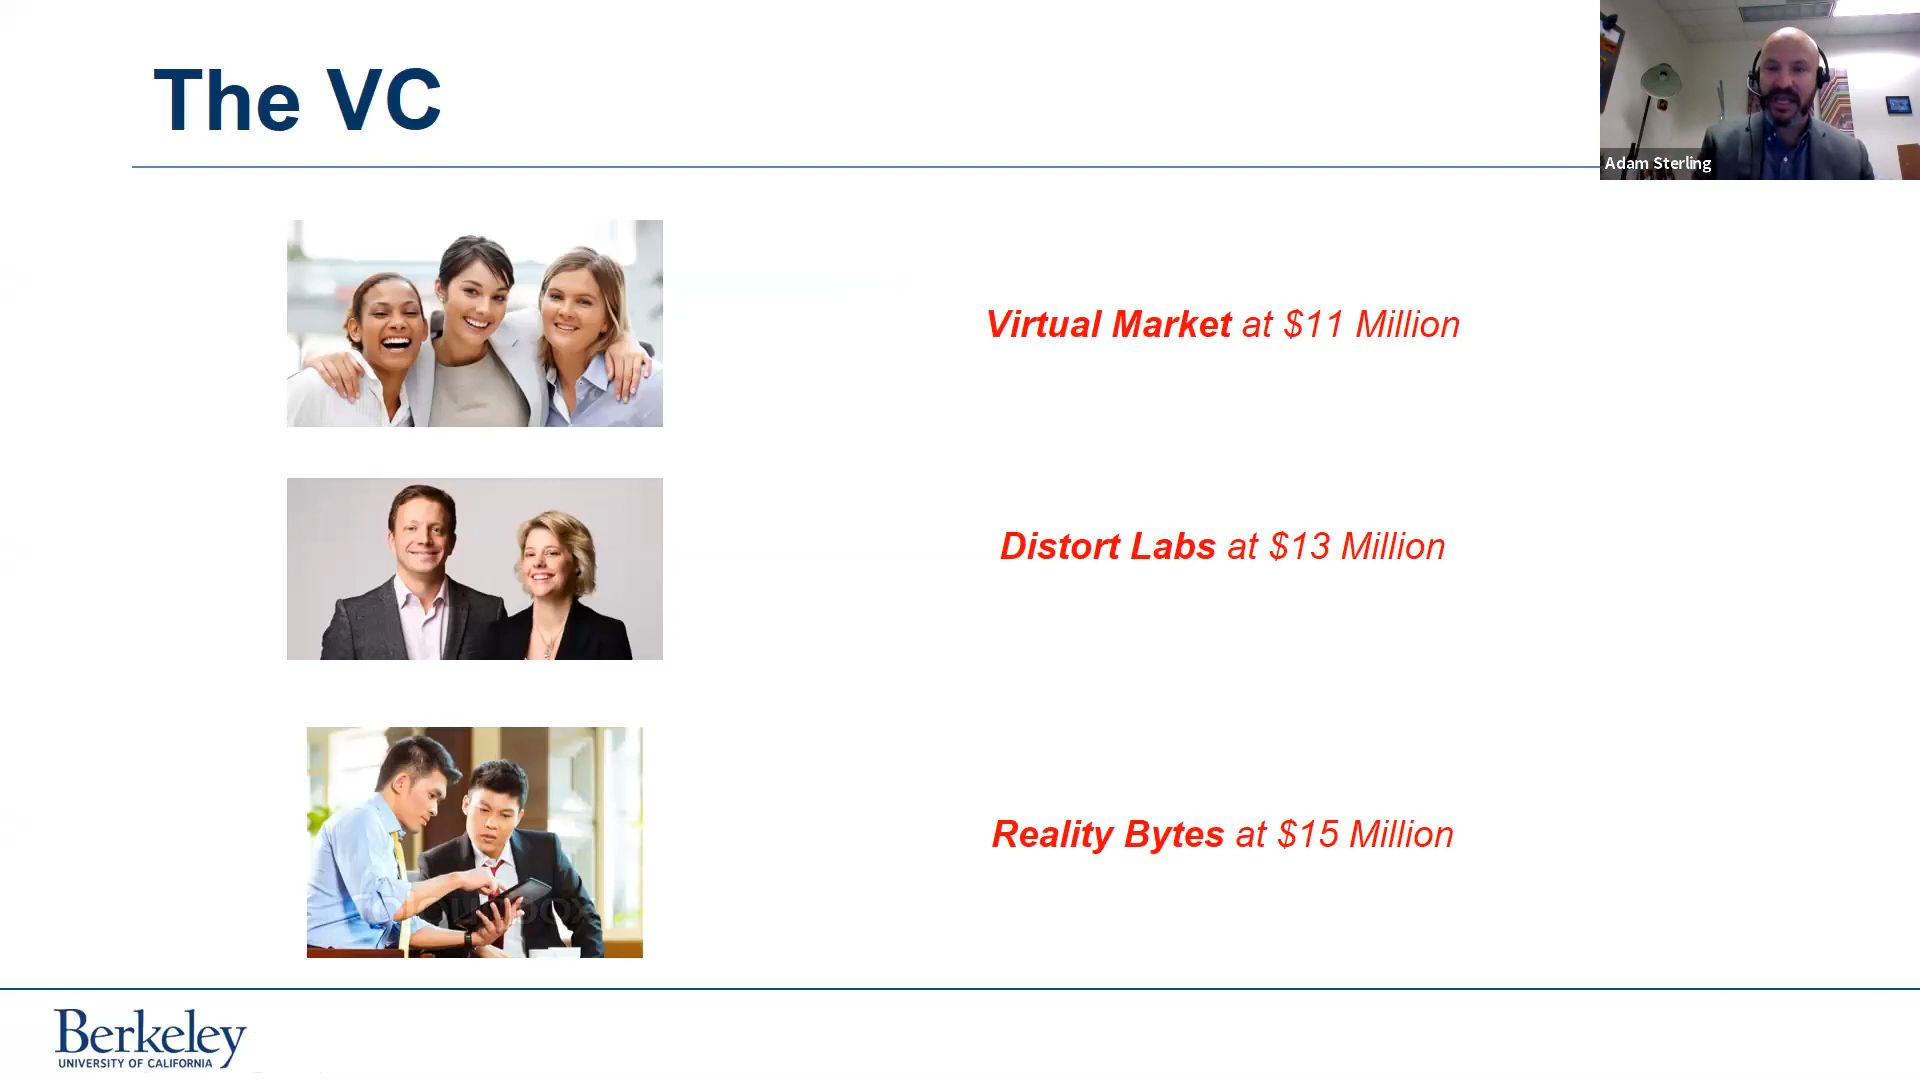 The VC
Adam Sterling
Virtual Market at $11 Million
Distort Labs at $13 Million
Reality Bytes at $15 Million
Berkeley
UNIVERSITY OF CALIFORNIA